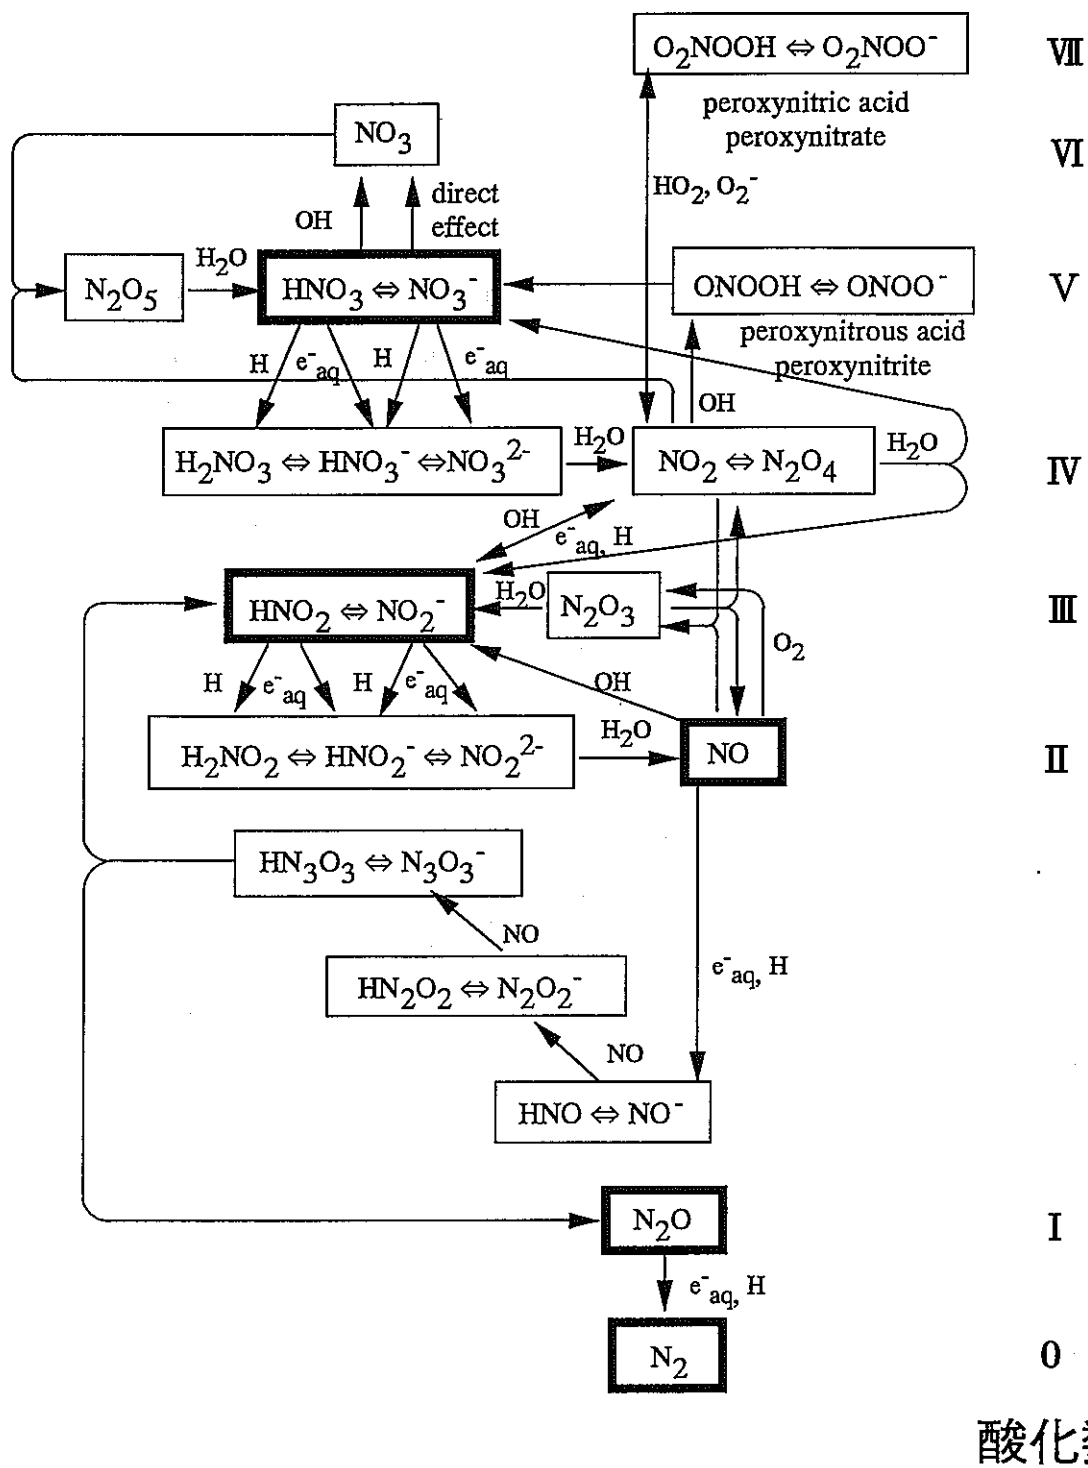 O₂NOOH ⇔ O₂NOO⁻
VII
peroxynitric acid
peroxynitrate
NO₃
VI
HO₂, O₂⁻
OH
direct
effect
H₂O
N₂O₅
HNO₃ ⇔ NO₃⁻
ONOOH ⇔ ONOO⁻
V
peroxynitrous acid
peroxynitrite
H
e⁻aq
H
e⁻aq
OH
H₂NO₃ ⇔ HNO₃⁻ ⇔ NO₃²⁻
H₂O
NO₂ ⇔ N₂O₄
H₂O
IV
OH
e⁻aq, H
HNO₂ ⇔ NO₂⁻
H₂O
N₂O₃
III
O₂
H
e⁻aq
H
e⁻aq
OH
H₂NO₂ ⇔ HNO₂⁻ ⇔ NO₂²⁻
H₂O
NO
II
HN₃O₃ ⇔ N₃O₃⁻
NO
e⁻aq, H
HN₂O₂ ⇔ N₂O₂⁻
NO
HNO ⇔ NO⁻
N₂O
I
e⁻aq, H
N₂
0
酸化